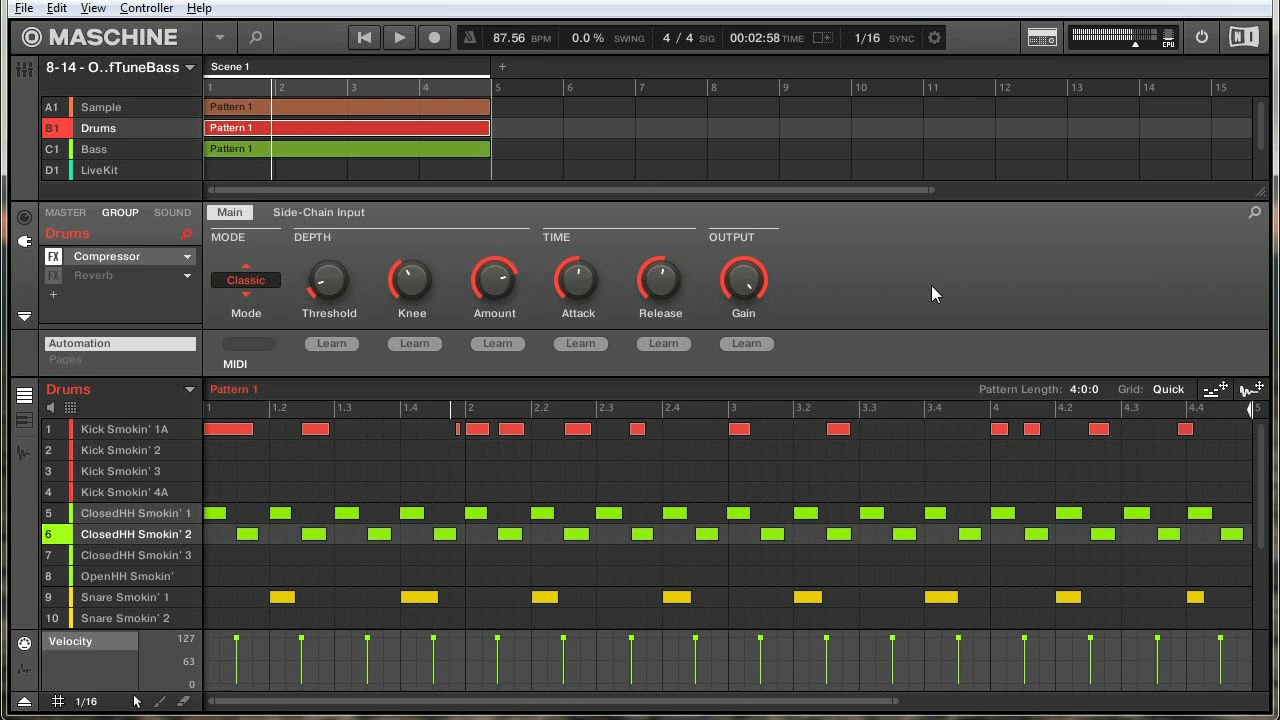 File Edit View Controller Help
MASCHINE 87.56 BPM 0.0 % SWING 4 / 4 SIG 00:02:58 TIME 1/16 SYNC CPU
8-14 - O..fTuneBass Scene 1 +
1 2 3 4 5 6 7 8 9 10 11 12 13 14 15
A1 Sample Pattern 1
B1 Drums Pattern 1
C1 Bass Pattern 1
D1 LiveKit
MASTER GROUP SOUND Main Side-Chain Input
Drums MODE DEPTH TIME OUTPUT
FX Compressor
FX Reverb Classic
+
Mode Threshold Knee Amount Attack Release Gain
Automation Learn Learn Learn Learn Learn Learn
Pages MIDI
Drums Pattern 1 Pattern Length: 4:0:0 Grid: Quick
1 1.2 1.3 1.4 2 2.2 2.3 2.4 3 3.2 3.3 3.4 4 4.2 4.3 4.4 5
1 Kick Smokin' 1A
2 Kick Smokin' 2
3 Kick Smokin' 3
4 Kick Smokin' 4A
5 ClosedHH Smokin' 1
6 ClosedHH Smokin' 2
7 ClosedHH Smokin' 3
8 OpenHH Smokin'
9 Snare Smokin' 1
10 Snare Smokin' 2
Velocity 127
63
0
1/16